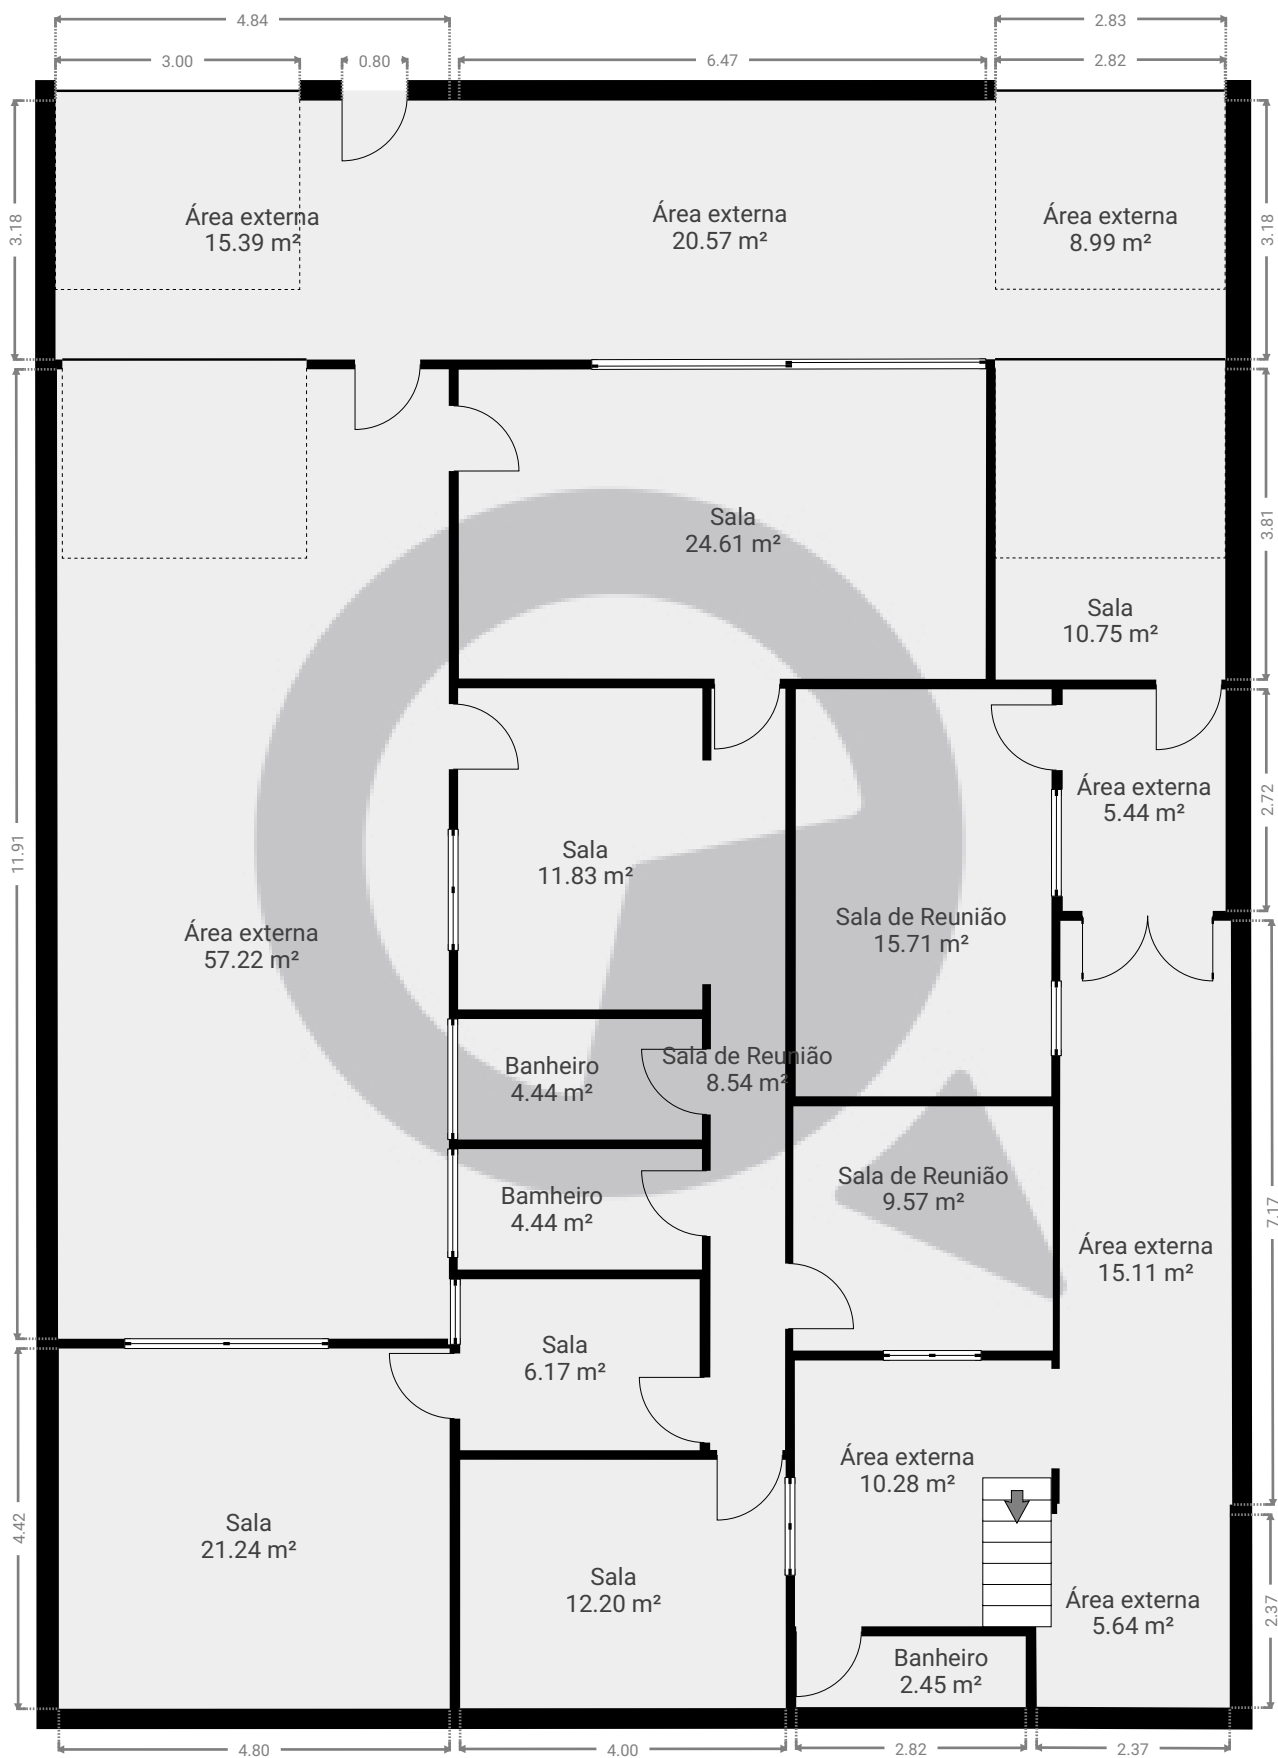 4.84
2.83
3.00
0.80
6.47
2.82
3.18
3.18
Área externa
15.39 m²
Área externa
20.57 m²
Área externa
8.99 m²
Sala
24.61 m²
3.81
Sala
10.75 m²
2.72
Área externa
5.44 m²
Sala
11.83 m²
11.91
Área externa
57.22 m²
Sala de Reunião
15.71 m²
Banheiro
4.44 m²
Sala de Reunião
8.54 m²
Bamheiro
4.44 m²
Sala de Reunião
9.57 m²
7.17
Área externa
15.11 m²
Sala
6.17 m²
Área externa
10.28 m²
4.42
Sala
21.24 m²
Sala
12.20 m²
Área externa
5.64 m²
2.37
Banheiro
2.45 m²
4.80
4.00
2.82
2.37